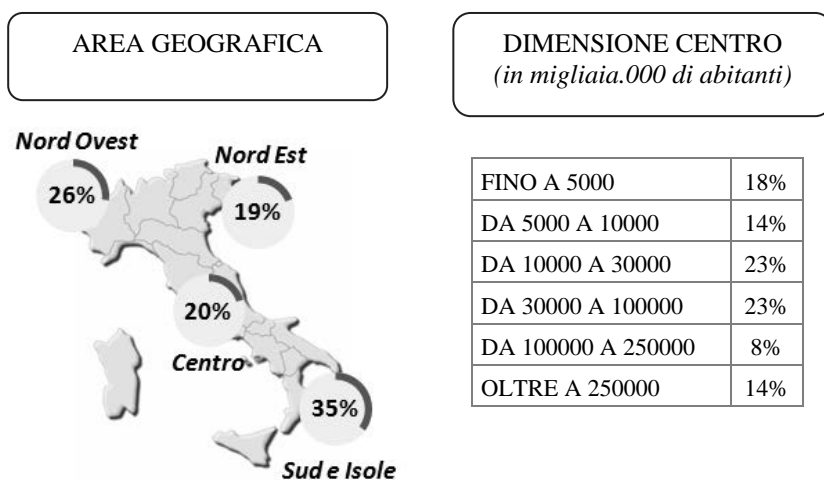 AREA GEOGRAFICA
DIMENSIONE CENTRO
(in migliaia.000 di abitanti)
Nord Ovest
26%
Nord Est
19%
20%
Centro
35%
Sud e Isole
FINO A 5000 18%
DA 5000 A 10000 14%
DA 10000 A 30000 23%
DA 30000 A 100000 23%
DA 100000 A 250000 8%
OLTRE A 250000 14%